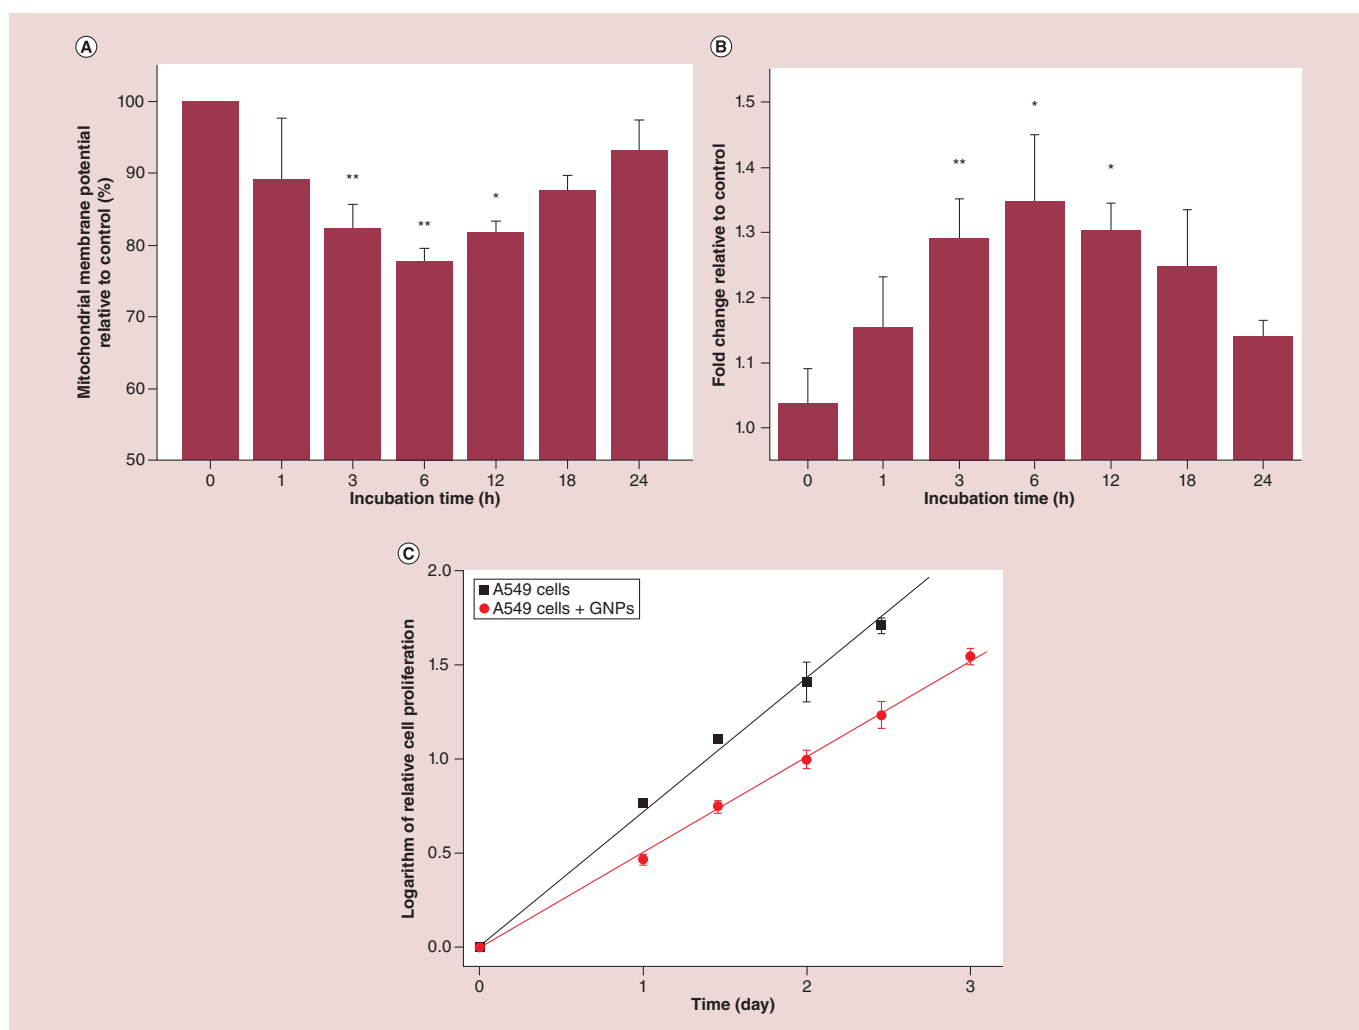 A
Mitochondrial membrane potential
relative to control (%)
100
90
80
70
60
50
**
**
*
0 1 3 6 12 18 24
Incubation time (h)
B
Fold change relative to control
1.5
1.4
1.3
1.2
1.1
1.0
**
*
*
0 1 3 6 12 18 24
Incubation time (h)
C
Logarithm of relative cell proliferation
2.0
1.5
1.0
0.5
0.0
A549 cells
A549 cells + GNPs
0 1 2 3
Time (day)